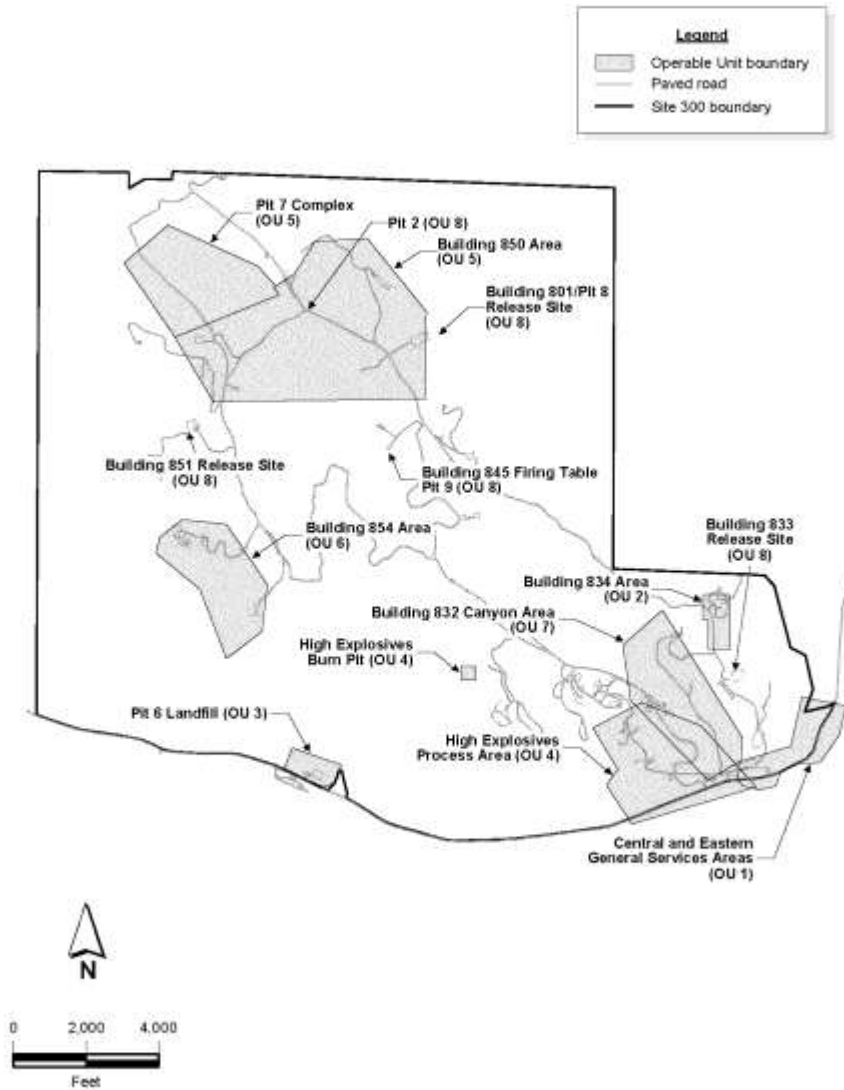 Legend
Operable Unit boundary
Paved road
Site 300 boundary
Pit 7 Complex
(OU 5)
Pit 2 (OU 8)
Building 850 Area
(OU 5)
Building 801/Pit 8
Release Site
(OU 8)
Building 851 Release Site
(OU 8)
Building 845 Firing Table
Pit 9 (OU 8)
Building 854 Area
(OU 6)
Building 833
Release Site
(OU 8)
Building 834 Area
(OU 2)
Building 832 Canyon Area
(OU 7)
High Explosives
Burn Pit (OU 4)
Pit 6 Landfill (OU 3)
High Explosives
Process Area (OU 4)
Central and Eastern
General Services Areas
(OU 1)
N
0 2,000 4,000
Feet